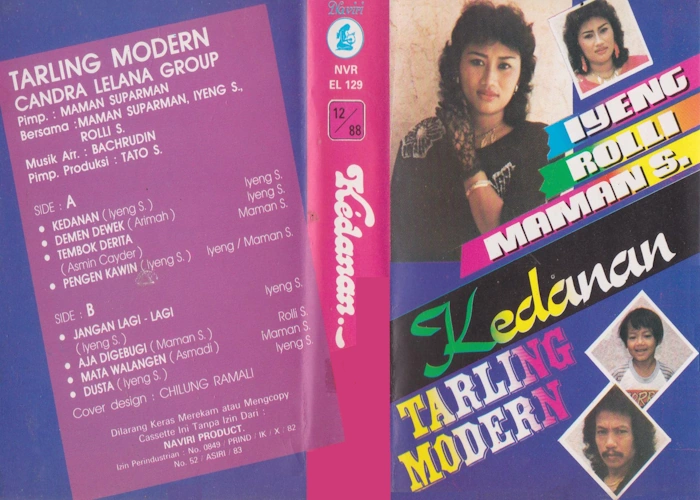 TARLING MODERN
CANDRA LELANA GROUP
Pimp. : MAMAN SUPARMAN
Bersama : MAMAN SUPARMAN, IYENG S.,
ROLLI S.
Musik Arr. : BACHRUDIN
Pimp. Produksi : TATO S.
SIDE : A
• KEDANAN (Iyeng S.) Iyeng S.
• DEMEN DEWEK (Arimah) Iyeng S.
• TEMBOK DERITA Maman S.
(Asmin Cayder)
• PENGEN KAWIN (Iyeng S.) Iyeng / Maman S.
SIDE : B
• JANGAN LAGI - LAGI Iyeng S.
(Iyeng S.)
• AJA DIGEBUGI (Maman S.) Rolli S.
• MATA WALANGEN (Asmadi) Maman S.
• DUSTA (Iyeng S.) Iyeng S.
Cover design : CHILUNG RAMALI
Dilarang Keras Merekam atau Mengcopy
Cassette Ini Tanpa Izin Dari :
NAVIRI PRODUCT.
Izin Perindustrian : No. 0849 / PRIND / IK / X / 82
No. 52 / ASIRI / 83
Naviri
NVR
EL 129
12/88
Kedanan..
IYENG
ROLLI
MAMAN S.
Kedanan
TARLING
MODERN